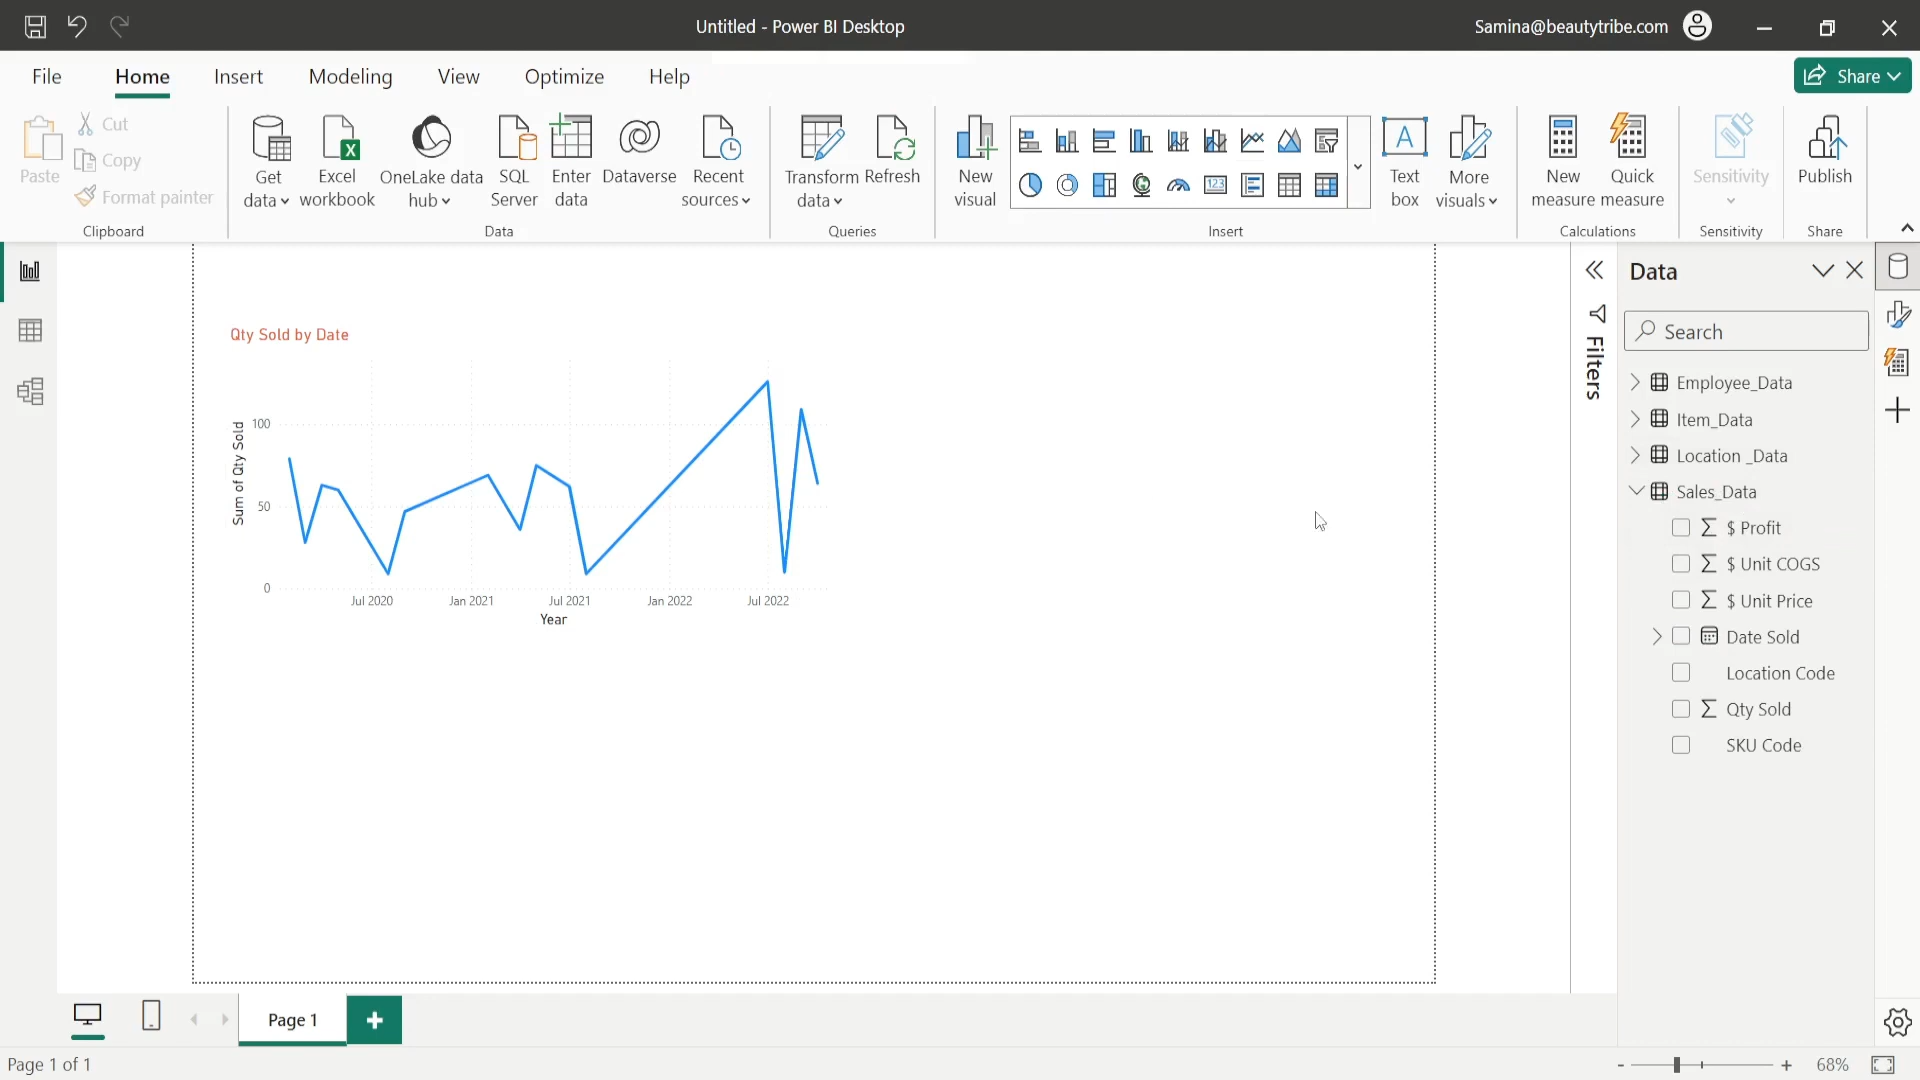 Untitled - Power BI Desktop
Samina@beautytribe.com
File Home Insert Modeling View Optimize Help
Share
Paste
Cut
Copy
Format painter
Clipboard
Get data
Excel workbook
OneLake data hub
SQL Server
Enter data
Dataverse
Recent sources
Data
Transform data
Refresh
Queries
New visual
123
A
Text box
More visuals
Insert
New measure
Quick measure
Calculations
Sensitivity
Sensitivity
Publish
Share
Qty Sold by Date
Sum of Qty Sold
100
50
0
Jul 2020 Jan 2021 Jul 2021 Jan 2022 Jul 2022
Year
Filters
Data
Search
Employee_Data
Item_Data
Location _Data
Sales_Data
∑ $ Profit
∑ $ Unit COGS
∑ $ Unit Price
Date Sold
Location Code
∑ Qty Sold
SKU Code
Page 1
Page 1 of 1
- + 68%